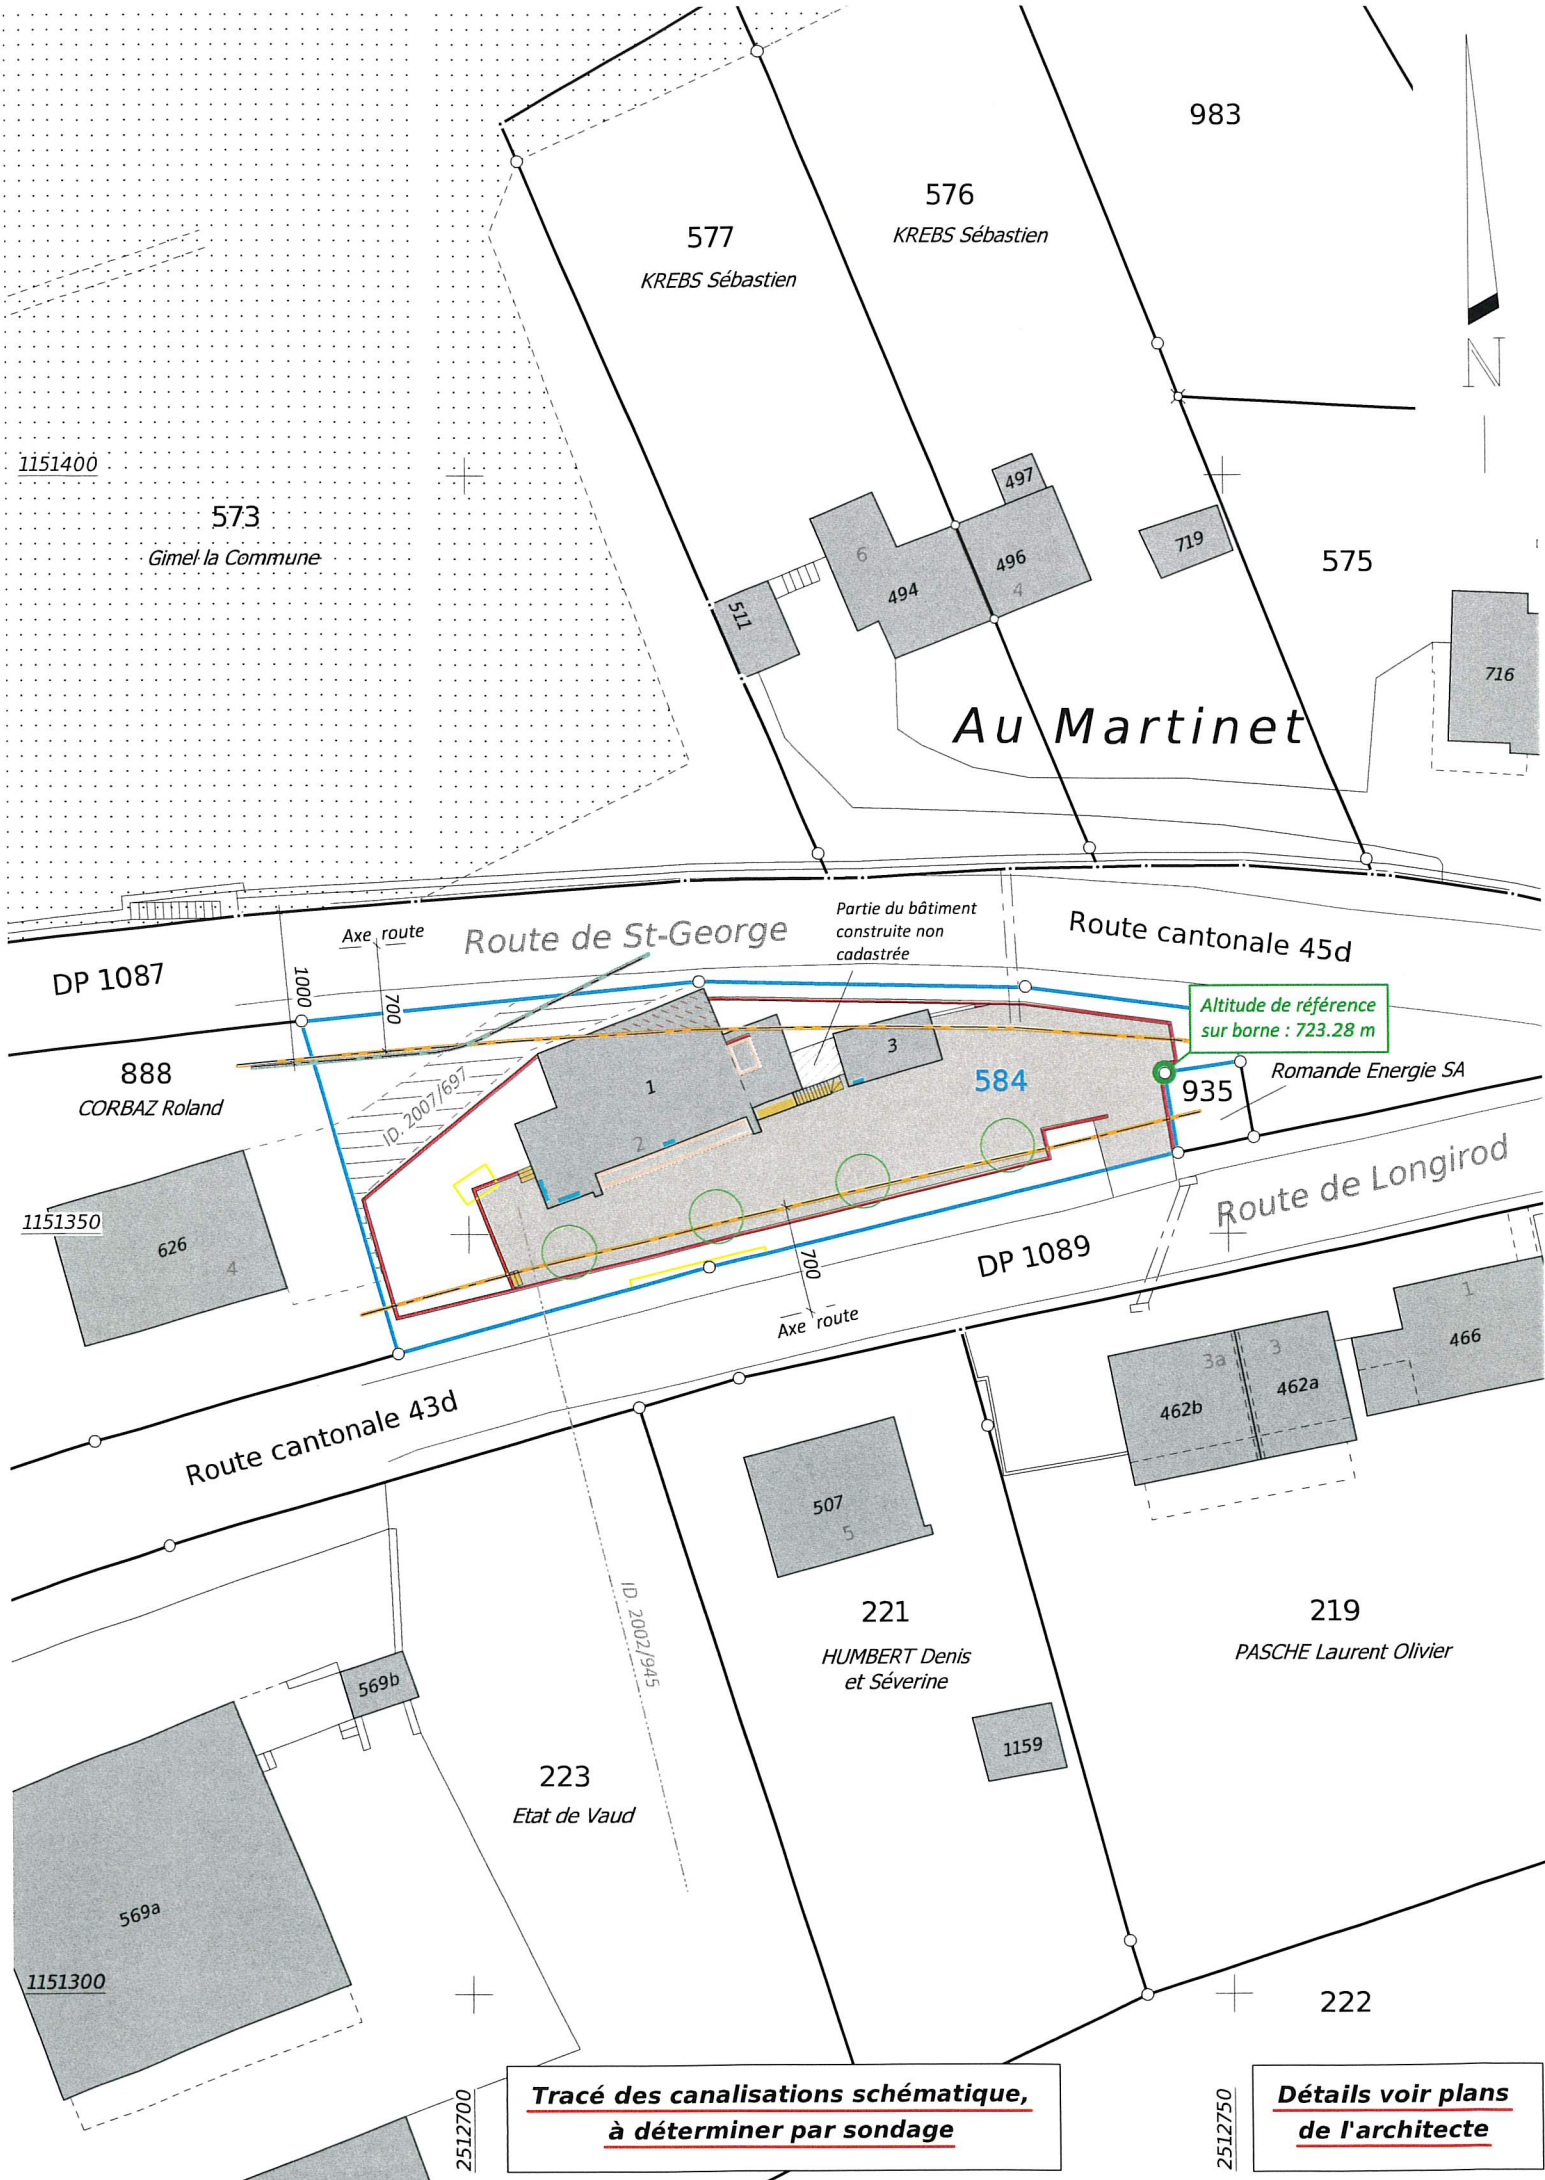 983
576
KREBS Sébastien
577
KREBS Sébastien
N
1151400
573
Gimel la Commune
497
496
4
6
494
511
719
575
716
Au Martinet
Partie du bâtiment
construite non
cadastrée
Axe route
Route de St-George
Route cantonale 45d
DP 1087
1000
700
Altitude de référence
sur borne : 723.28 m
888
CORBAZ Roland
ID. 2007/697
1
2
3
584
935
Romande Energie SA
1151350
626
4
Route de Longirod
DP 1089
700
Axe route
Route cantonale 43d
1
466
3a
3
462b
462a
507
5
221
HUMBERT Denis
et Séverine
219
PASCHE Laurent Olivier
ID. 2002/945
569b
1159
223
Etat de Vaud
569a
1151300
222
2512700
Tracé des canalisations schématique,
à déterminer par sondage
2512750
Détails voir plans
de l'architecte